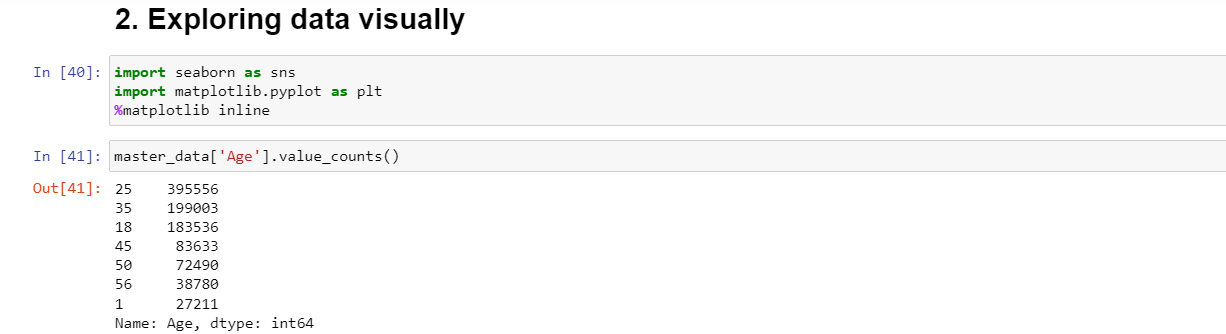 2. Exploring data visually
In [40]: import seaborn as sns
import matplotlib.pyplot as plt
%matplotlib inline
In [41]: master_data['Age'].value_counts()
Out[41]: 25    395556
35    199003
18    183536
45     83633
50     72490
56     38780
1      27211
Name: Age, dtype: int64